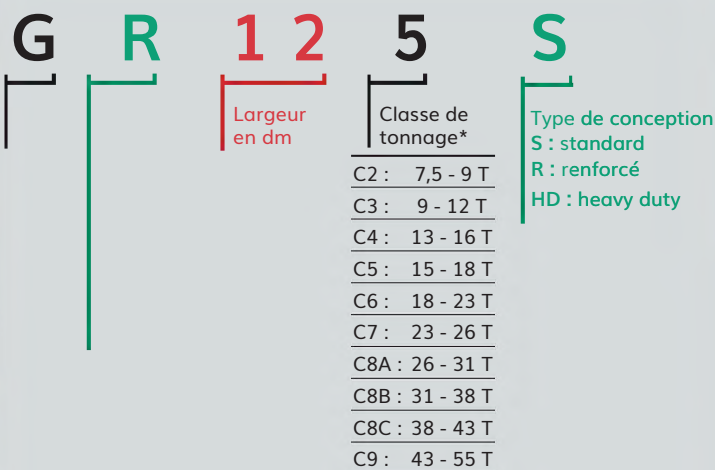 G R 12 5 S
Largeur
en dm
Classe de
tonnage*
C2 : 7,5 - 9 T
C3 : 9 - 12 T
C4 : 13 - 16 T
C5 : 15 - 18 T
C6 : 18 - 23 T
C7 : 23 - 26 T
C8A : 26 - 31 T
C8B : 31 - 38 T
C8C : 38 - 43 T
C9 : 43 - 55 T
Type de conception
S : standard
R : renforcé
HD : heavy duty